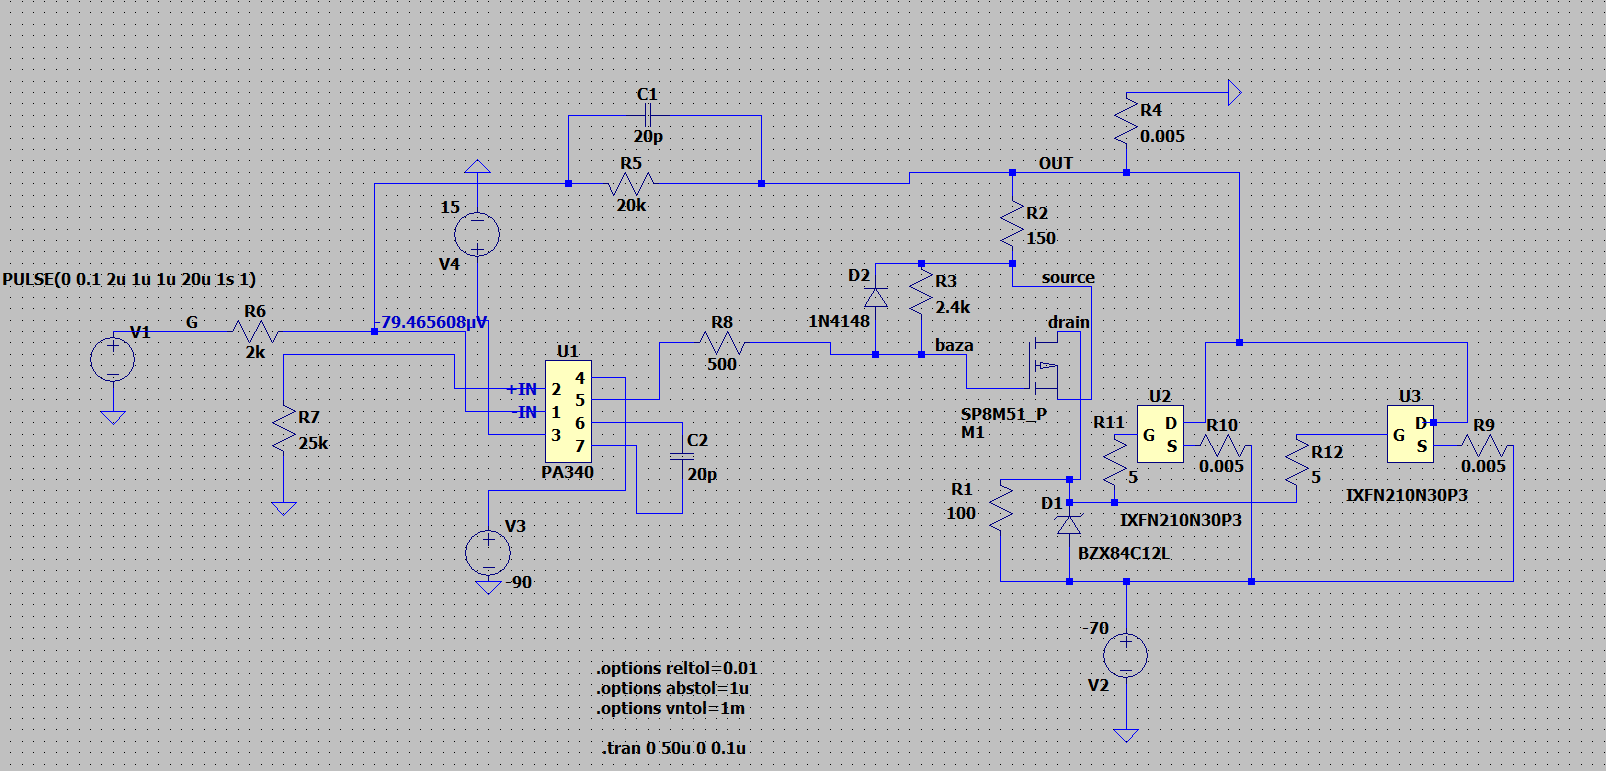 C1
20p
R4
0.005
R5
20k
OUT
15
V4
R2
150
PULSE(0 0.1 2u 1u 1u 20u 1s 1)
D2
1N4148
R3
2.4k
source
V1
G
R6
2k
-79.465608µV
R8
500
drain
baza
U1
+IN
-IN
2
1
3
4
5
6
7
PA340
R7
25k
C2
20p
SP8M51_P
M1
U2
G
D
S
R11
5
R10
0.005
IXFN210N30P3
U3
G
D
S
R12
5
R9
0.005
IXFN210N30P3
R1
100
D1
BZX84C12L
V3
-90
-70
V2
.options reltol=0.01
.options abstol=1u
.options vntol=1m
.tran 0 50u 0 0.1u